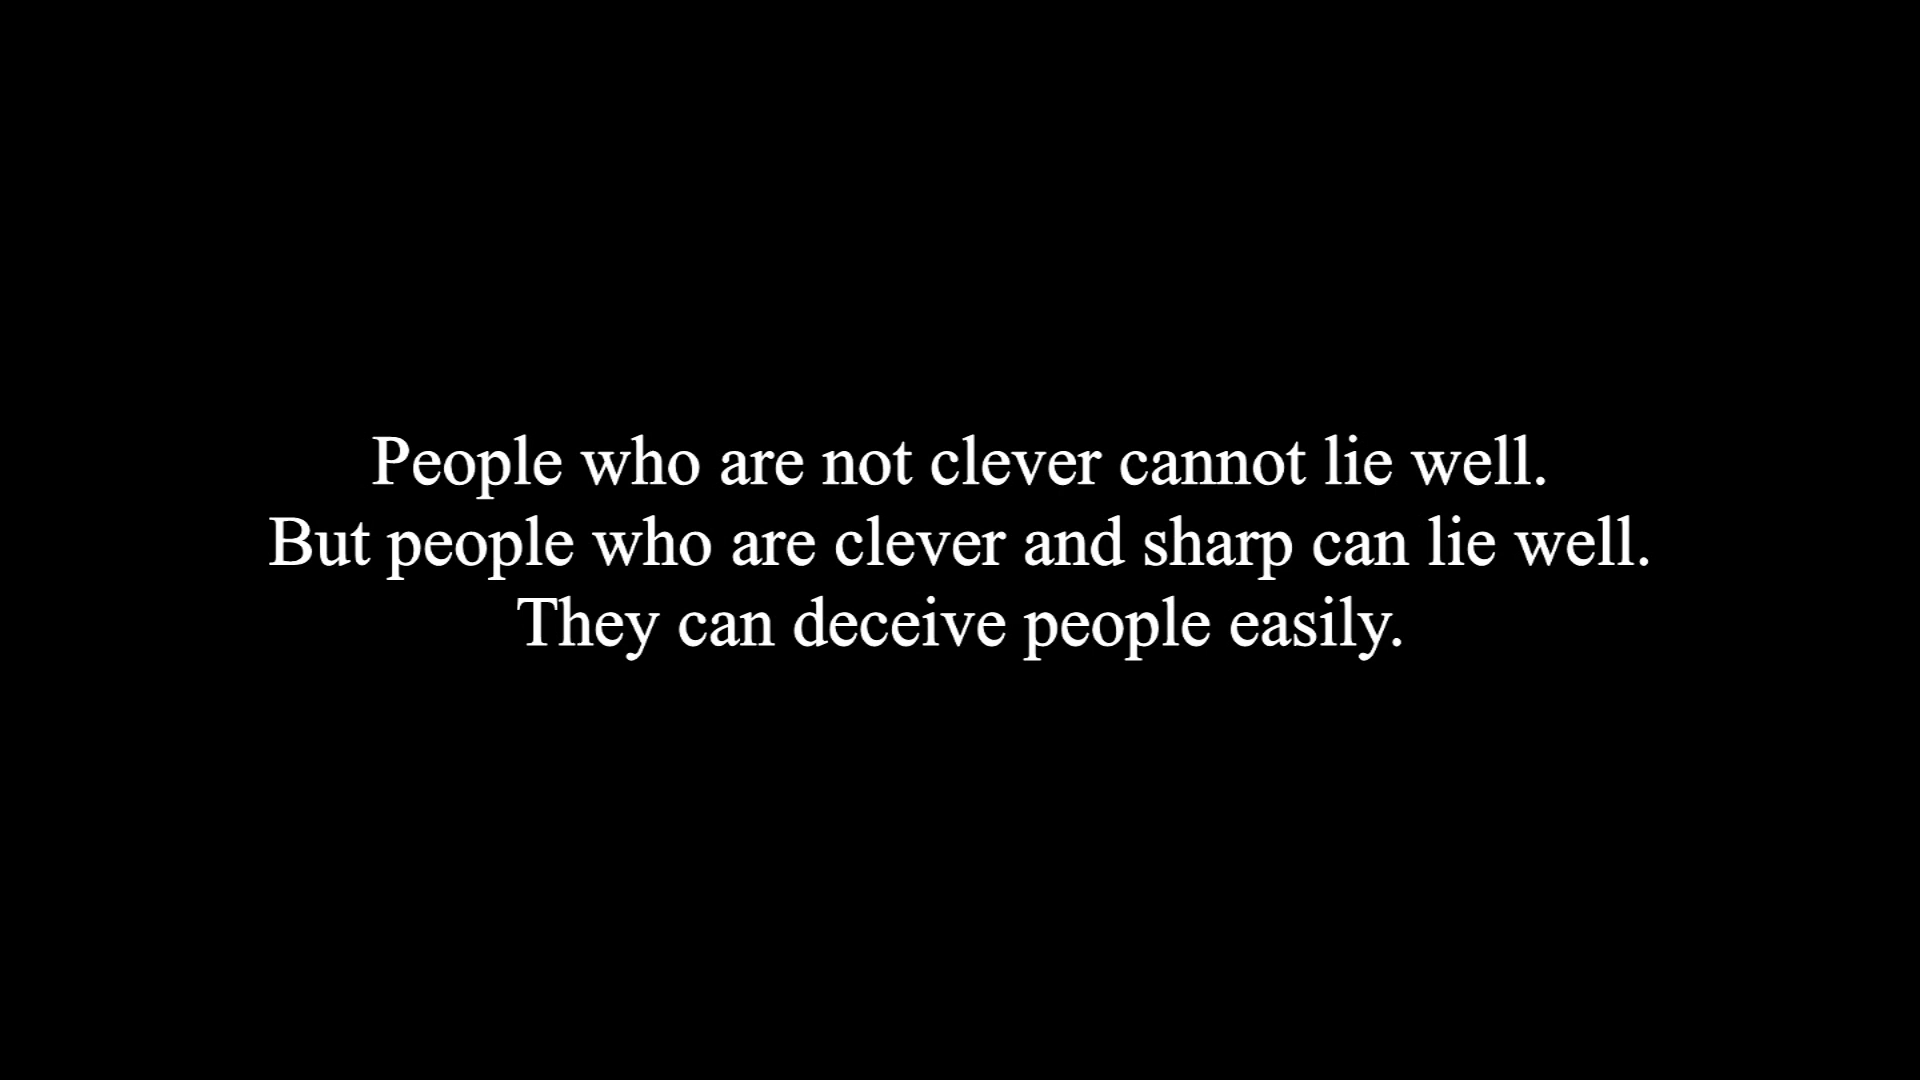 People who are not clever cannot lie well.
But people who are clever and sharp can lie well.
They can deceive people easily.